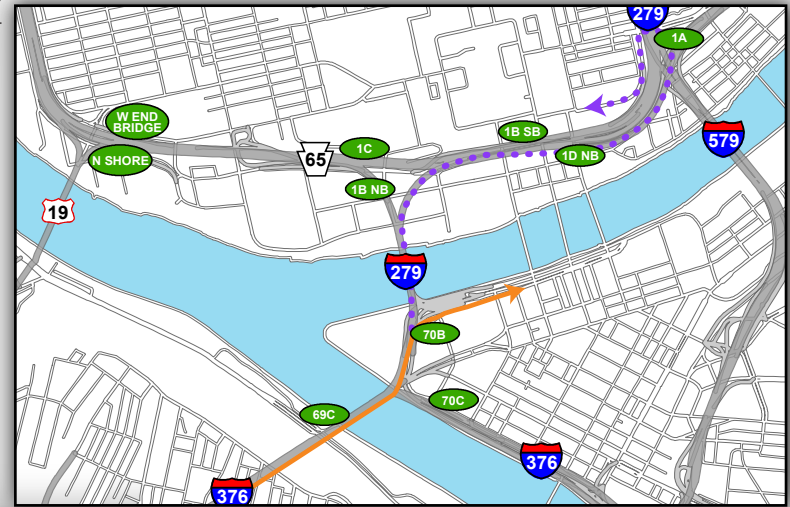 279
1A
W END
BRIDGE
1B SB
579
1C
65
1D NB
N SHORE
1B NB
19
279
70B
70C
69C
376
376